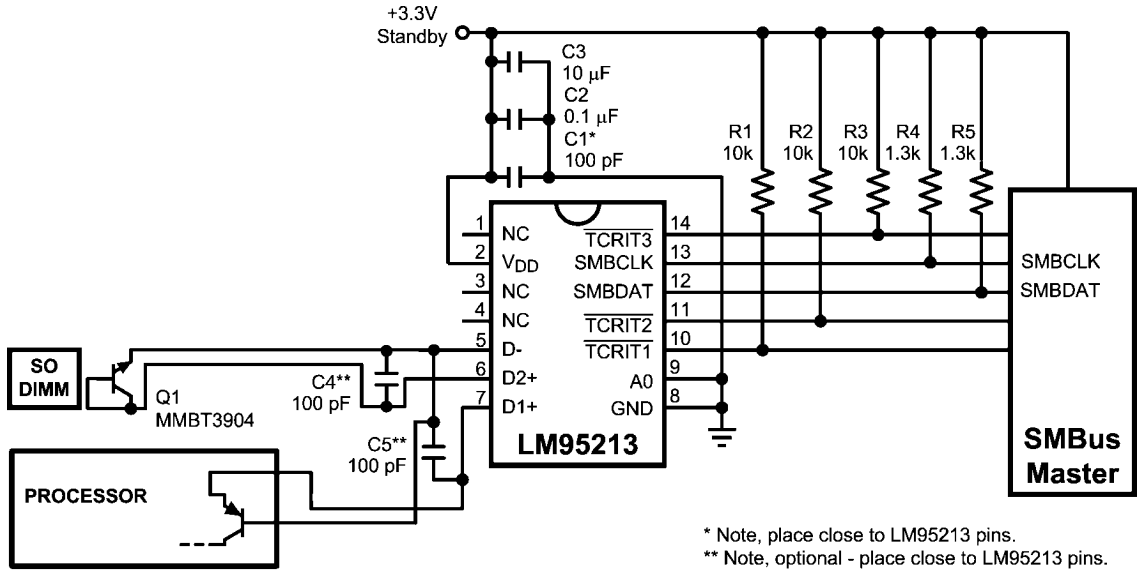 +3.3V
Standby
C3
10 μF
C2
0.1 μF
C1*
100 pF
R1
10k
R2
10k
R3
10k
R4
1.3k
R5
1.3k
1
NC
2
VDD
3
NC
4
NC
5
D-
6
D2+
7
D1+
TCRIT3
14
SMBCLK
13
SMBDAT
12
TCRIT2
11
TCRIT1
10
A0
9
GND
8
LM95213
SMBCLK
SMBDAT
SMBus
Master
SO
DIMM
Q1
MMBT3904
C4**
100 pF
C5**
100 pF
PROCESSOR
* Note, place close to LM95213 pins.
** Note, optional - place close to LM95213 pins.